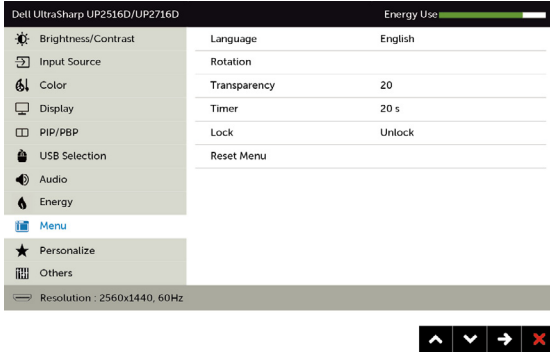 Dell UltraSharp UP2516D/UP2716D Energy Use
Brightness/Contrast Language English
Input Source Rotation
Color Transparency 20
Display Timer 20 s
PIP/PBP Lock Unlock
USB Selection Reset Menu
Audio
Energy
Menu
Personalize
Others
Resolution : 2560x1440, 60Hz